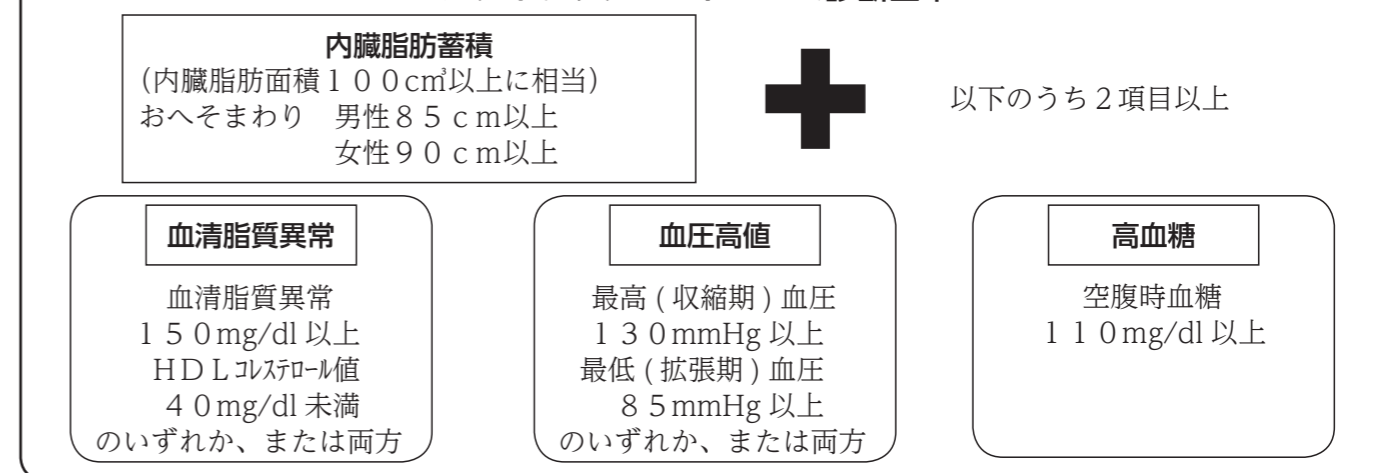 内臓脂肪蓄積
(内臓脂肪面積１００c㎡以上に相当)
おへそまわり　男性８５ｃｍ以上
女性９０ｃｍ以上
以下のうち２項目以上
血清脂質異常
血清脂質異常
１５０mg/dl 以上
ＨＤＬｺﾚｽﾃﾛｰﾙ値
４０mg/dl 未満
のいずれか、または両方
血圧高値
最高 ( 収縮期 ) 血圧
１３０mmHg 以上
最低 ( 拡張期 ) 血圧
８５mmHg 以上
のいずれか、または両方
高血糖
空腹時血糖
１１０mg/dl 以上